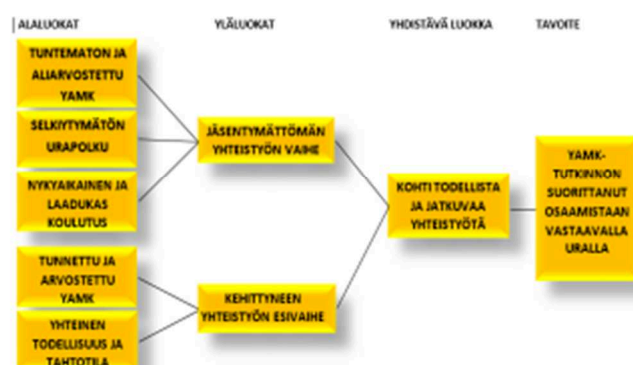 ALALUOKAT
YLÄLUOKAT
YHDISTÄVÄ LUOKKA
TAVOITE
TUNTEMATON JA
ALIARVOSTETTU
YAMK
SELKIYTYMÄTÖN
URAPOLKU
NYKYAIKAINEN JA
LAADUKAS
KOULUTUS
TUNNETTU JA
ARVOSTETTU
YAMK
YHTEINEN
TODELLISUUS JA
TAHTOTILA
JÄSENTYMÄTTÖMÄN
YHTEISTYÖN VAIHE
KEHITTYNEEN
YHTEISTYÖN ESIVAIHE
KOHTI TODELLISTA
JA JATKUVAA
YHTEISTYÖTÄ
YAMK-
TUTKINNON
SUORITTANUT
OSAAMISTAAN
VASTAAVALLA
URALLA